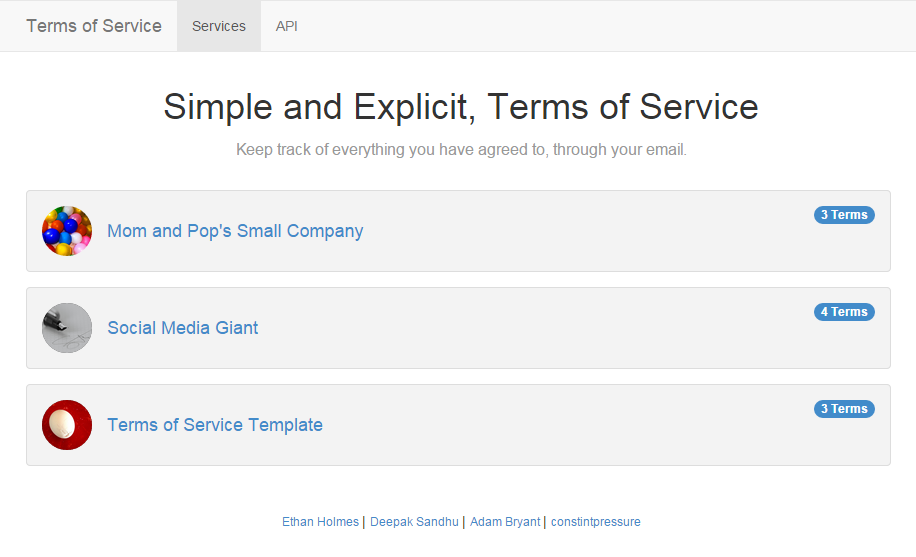 Terms of Service Services API
Simple and Explicit, Terms of Service
Keep track of everything you have agreed to, through your email.
3 Terms
Mom and Pop's Small Company
4 Terms
Social Media Giant
3 Terms
Terms of Service Template
Ethan Holmes | Deepak Sandhu | Adam Bryant | constintpressure